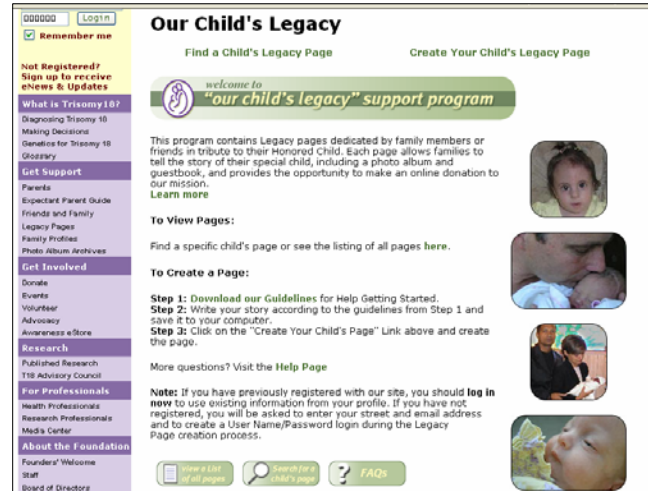 Login
Remember me
Not Registered?
Sign up to receive
eNews & Updates
What is Trisomy18?
Diagnosing Trisomy 18
Making Decisions
Genetics for Trisomy 18
Glossary
Get Support
Parents
Expectant Parent Guide
Friends and Family
Legacy Pages
Family Profiles
Photo Album Archives
Get Involved
Donate
Events
Volunteer
Advocacy
Awareness eStore
Research
Published Research
T18 Advisory Council
For Professionals
Health Professionals
Research Professionals
Media Center
About the Foundation
Founders' Welcome
Staff
Board of Directors
Our Child's Legacy
Find a Child's Legacy Page Create Your Child's Legacy Page
welcome to
"our child's legacy" support program
This program contains Legacy pages dedicated by family members or
friends in tribute to their Honored Child. Each page allows families to
tell the story of their special child, including a photo album and
guestbook, and provides the opportunity to make an online donation to
our mission.
Learn more
To View Pages:
Find a specific child's page or see the listing of all pages here.
To Create a Page:
Step 1: Download our Guidelines for Help Getting Started.
Step 2: Write your story according to the guidelines from Step 1 and
save it to your computer.
Step 3: Click on the "Create Your Child's Page" Link above and create
the page.
More questions? Visit the Help Page
Note: If you have previously registered with our site, you should log in
now to use existing information from your profile. If you have not
registered, you will be asked to enter your street and email address
and to create a User Name/Password login during the Legacy
Page creation process.
View a List
of all pages
Search for a
child's page
? FAQs